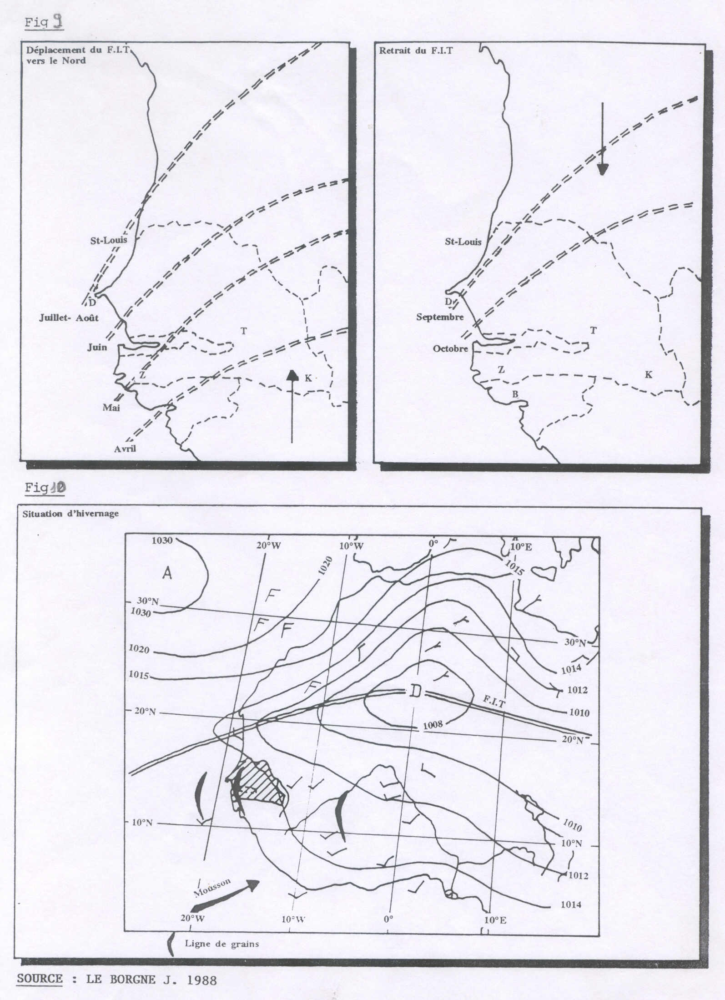 Fig 9
Déplacement du F.I.T
vers le Nord
St-Louis
D
Juillet- Août
Juin
T
Z
K
Mai
Avril
Retrait du F.I.T
St-Louis
D
Septembre
T
Octobre
Z
K
B
Fig 10
Situation d'hivernage
1030
20°W
10°W
0°
10°E
1020
1015
A
F
30°N
1030
F
F
30°N
1020
1015
1014
F
D
F.I.T
1012
20°N
1010
1008
20°N
10°N
1010
10°N
1012
Mousson
1014
20°W
10°W
0°
10°E
Ligne de grains
SOURCE : LE BORGNE J. 1988